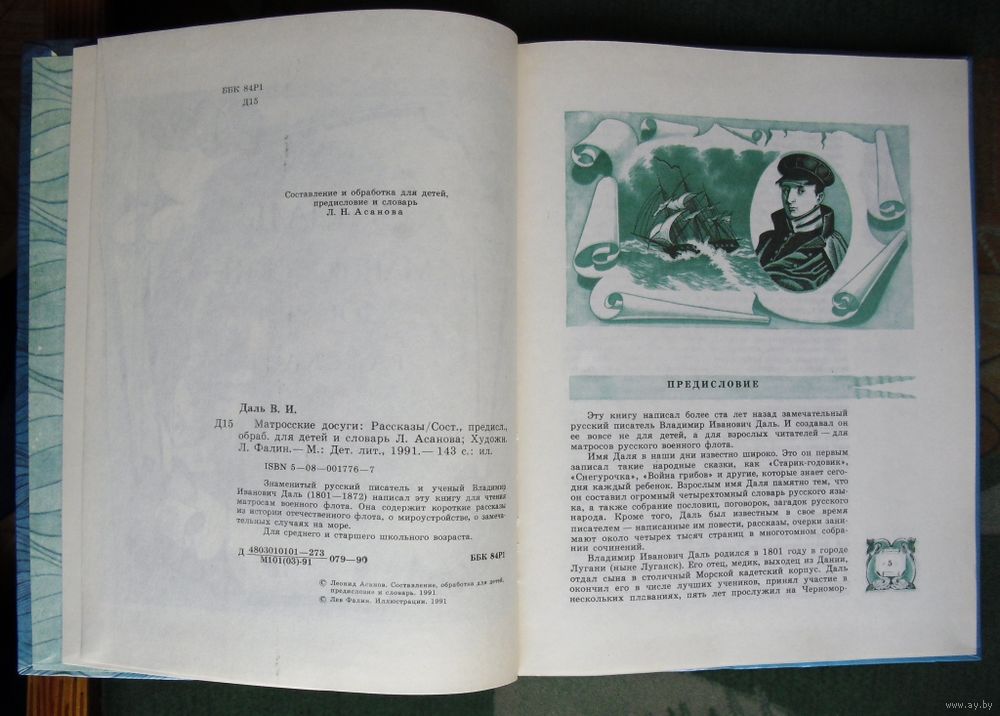 ББК 84Р1
Д15
Составление и обработка для детей,
предисловие и словарь
Л. Н. Асанова
Даль В. И.
Д15 Матросские досуги: Рассказы/Сост., предисл.,
обраб. для детей и словарь Л. Асанова; Художн.
Л. Фалин.— М.: Дет. лит., 1991.— 143 с.: ил.
ISBN 5—08—001776—7
Знаменитый русский писатель и ученый Владимир
Иванович Даль (1801—1872) написал эту книгу для чтения
матросам военного флота. Она содержит короткие рассказы
из истории отечественного флота, о мироустройстве, о замеча-
тельных случаях на море.
Для среднего и старшего школьного возраста.
Д 4803010101—273 079—90 ББК 84Р1
М101(03)-91
© Леонид Асанов. Составление, обработка для детей,
предисловие и словарь. 1991
© Лев Фалин. Иллюстрации. 1991
ПРЕДИСЛОВИЕ
Эту книгу написал более ста лет назад замечательный
русский писатель Владимир Иванович Даль. И создавал он
ее вовсе не для детей, а для взрослых читателей — для
матросов русского военного флота.
Имя Даля в наши дни известно широко. Это он первым
записал такие народные сказки, как «Старик-годовик»,
«Снегурочка», «Война грибов» и другие, которые знает сего-
дня каждый ребенок. Взрослым имя Даля памятно тем, что
он составил огромный четырехтомный словарь русского язы-
ка, а также собрание пословиц, поговорок, загадок русского
народа. Кроме того, Даль был известным в свое время
писателем — написанные им повести, рассказы, очерки зани-
мают около четырех тысяч страниц в многотомном собра-
нии сочинений.
Владимир Иванович Даль родился в 1801 году в городе
Лугани (ныне Луганск). Его отец, медик, выходец из Дании,
отдал сына в столичный Морской кадетский корпус. Даль
окончил его в числе лучших учеников, принял участие в
нескольких плаваниях, пять лет прослужил на Черномор-
5
www.ay.by